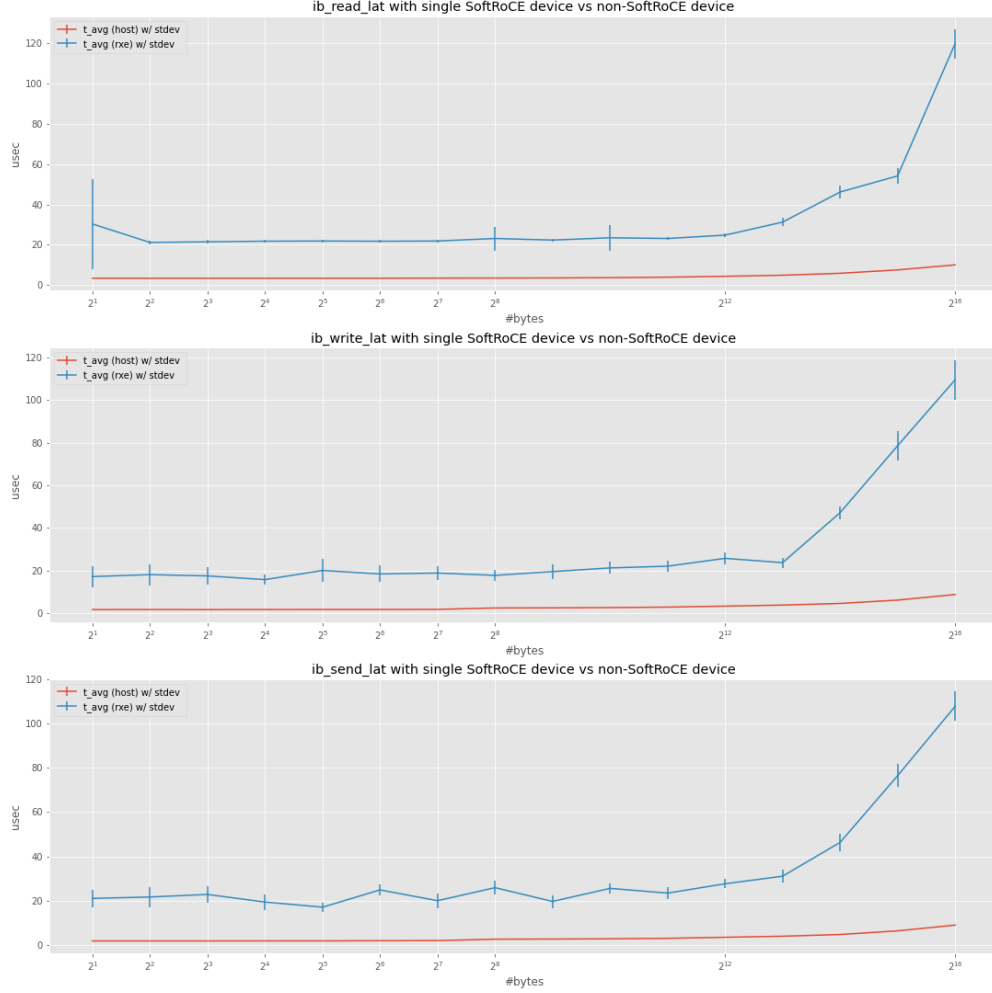 ib_read_lat with single SoftRoCE device vs non-SoftRoCE device
t_avg (host) w/ stdev
t_avg (rxe) w/ stdev
120
100
80
60
40
20
0
usec
2¹ 2² 2³ 2⁴ 2⁵ 2⁶ 2⁷ 2⁸ 2¹² 2¹⁶
#bytes
ib_write_lat with single SoftRoCE device vs non-SoftRoCE device
t_avg (host) w/ stdev
t_avg (rxe) w/ stdev
120
100
80
60
40
20
0
usec
2¹ 2² 2³ 2⁴ 2⁵ 2⁶ 2⁷ 2⁸ 2¹² 2¹⁶
#bytes
ib_send_lat with single SoftRoCE device vs non-SoftRoCE device
t_avg (host) w/ stdev
t_avg (rxe) w/ stdev
120
100
80
60
40
20
0
usec
2¹ 2² 2³ 2⁴ 2⁵ 2⁶ 2⁷ 2⁸ 2¹² 2¹⁶
#bytes